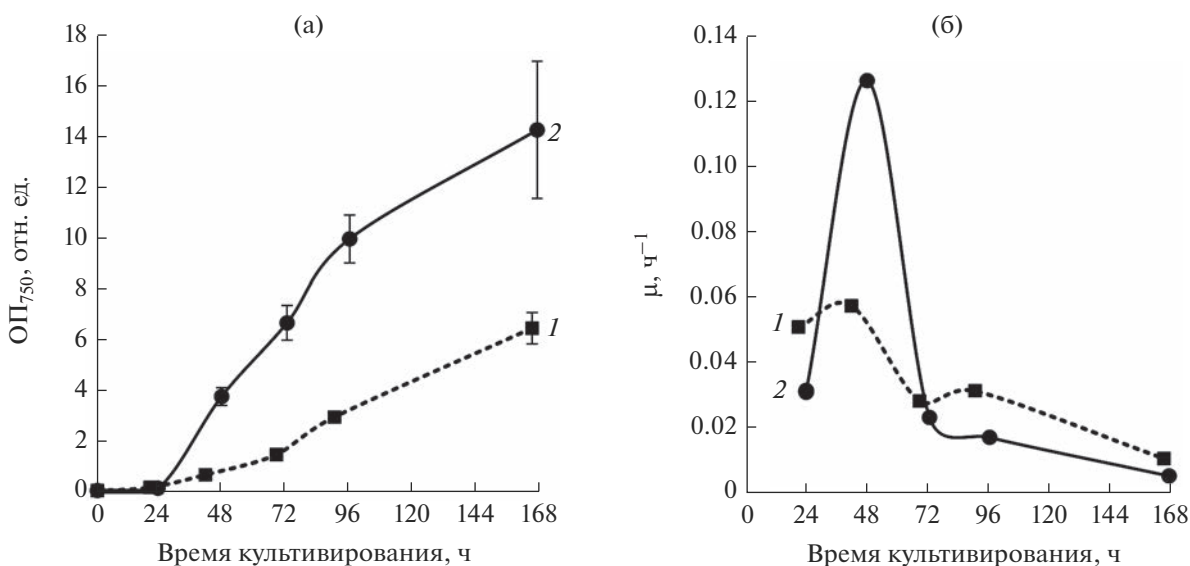 (а)
18
16
14
12
10
8
6
4
2
0
ОП750, отн. ед.
2
1
0 24 48 72 96 120 144 168
Время культивирования, ч
(б)
0.14
0.12
0.10
0.08
0.06
0.04
0.02
0
μ, ч–1
1
2
0 24 48 72 96 120 144 168
Время культивирования, ч